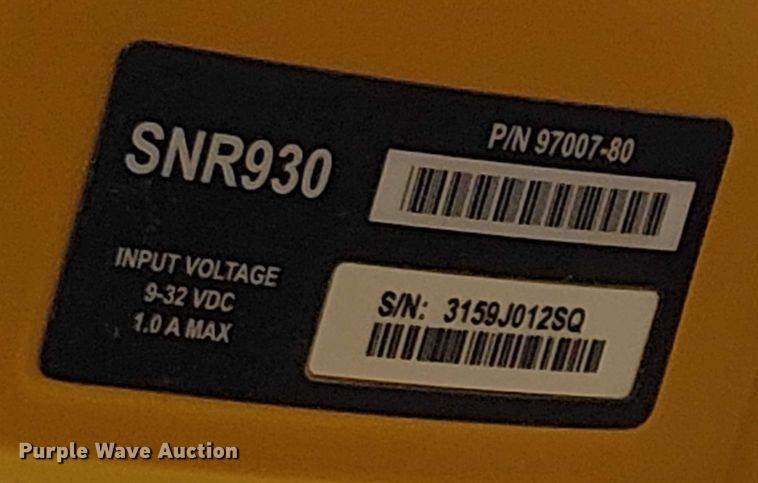 SNR930
P/N 97007-80
INPUT VOLTAGE
9-32 VDC
1.0 A MAX
S/N: 3159J012SQ
Purple Wave Auction